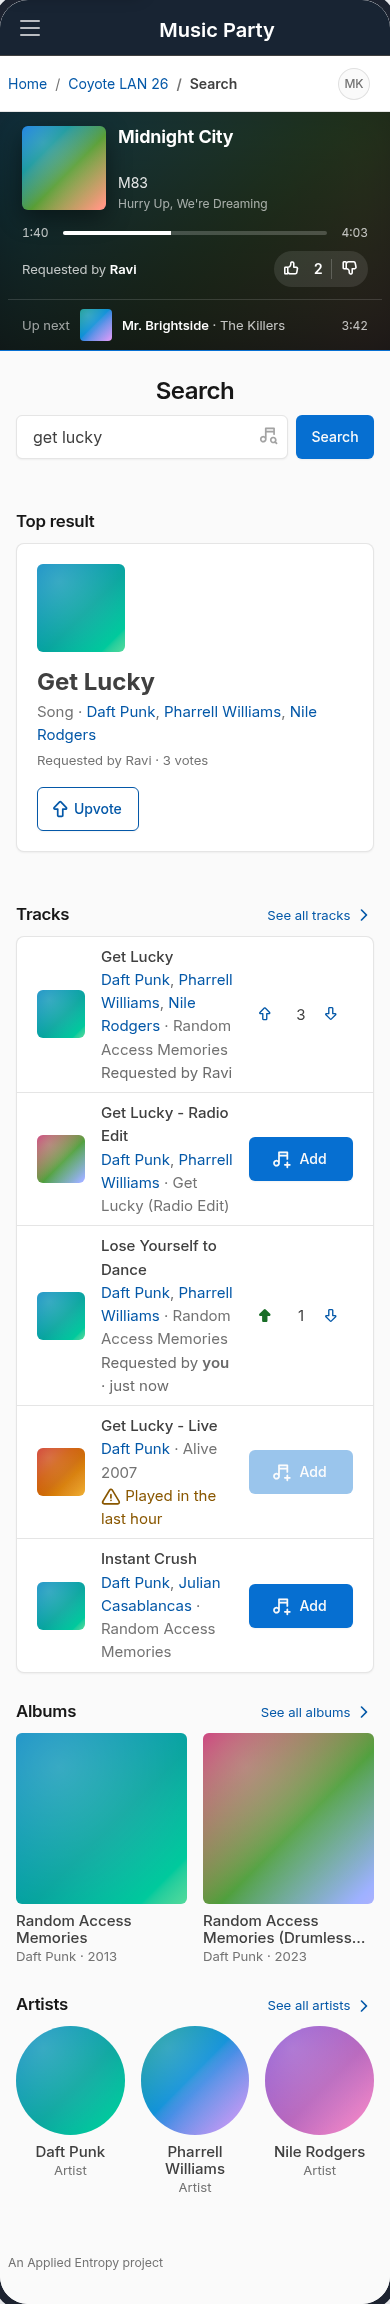 Music Party
Home / Coyote LAN 26 / Search
MK
Midnight City
M83
Hurry Up, We're Dreaming
1:40
4:03
Requested by Ravi
2
Up next
Mr. Brightside · The Killers
3:42
Search
get lucky
Search
Top result
Get Lucky
Song · Daft Punk, Pharrell Williams, Nile
Rodgers
Requested by Ravi · 3 votes
Upvote
Tracks
See all tracks
Get Lucky
Daft Punk, Pharrell
Williams, Nile
Rodgers · Random
Access Memories
Requested by Ravi
3
Get Lucky - Radio
Edit
Daft Punk, Pharrell
Williams · Get
Lucky (Radio Edit)
Add
Lose Yourself to
Dance
Daft Punk, Pharrell
Williams · Random
Access Memories
Requested by you
· just now
1
Get Lucky - Live
Daft Punk · Alive
2007
Played in the
last hour
Add
Instant Crush
Daft Punk, Julian
Casablancas ·
Random Access
Memories
Add
Albums
See all albums
Random Access
Memories
Daft Punk · 2013
Random Access
Memories (Drumless...
Daft Punk · 2023
Artists
See all artists
Daft Punk
Artist
Pharrell
Williams
Artist
Nile Rodgers
Artist
An Applied Entropy project